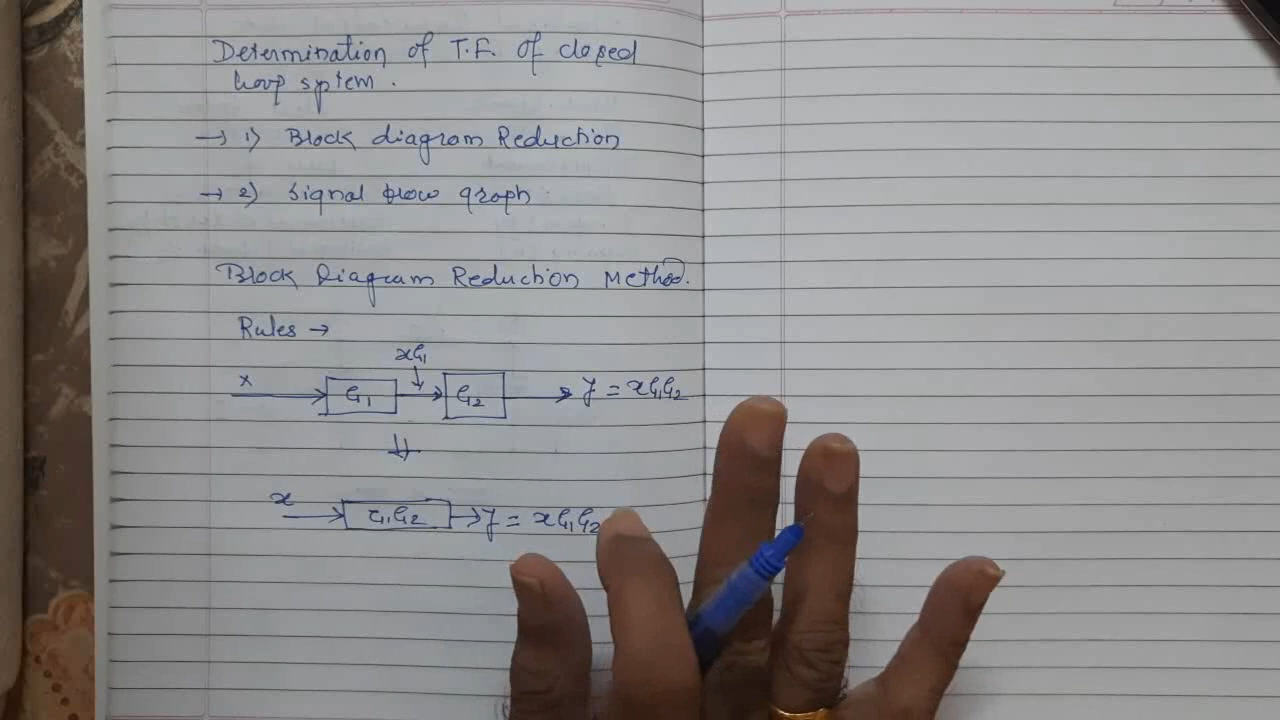 Determination of T.F. of closed
loop system.
→ 1) Block diagram Reduction
→ 2) Signal flow graph
Block Diagram Reduction Method.
Rules →
xG1
x → G1 → G2 → y = xG1G2
x → G1G2 → y = xG1G2